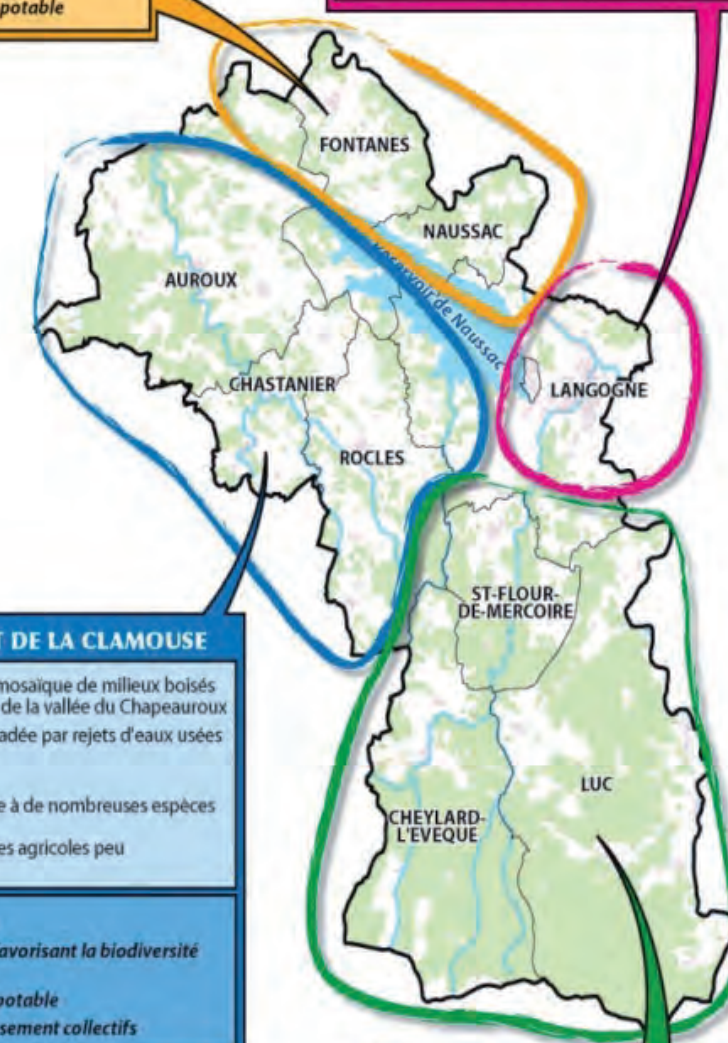 potable
FONTANES
NAUSSAC
AUROUX
Réservoir de Naussac
CHASTANIER
LANGOGNE
ROCLES
ST-FLOUR-
DE-MERCOIRE
LUC
CHEYLARD-
L'EVEQUE
T DE LA CLAMOUSE
mosaïque de milieux boisés
de la vallée du Chapeauroux
adée par rejets d'eaux usées
e à de nombreuses espèces
es agricoles peu
avorisant la biodiversité
potable
sement collectifs